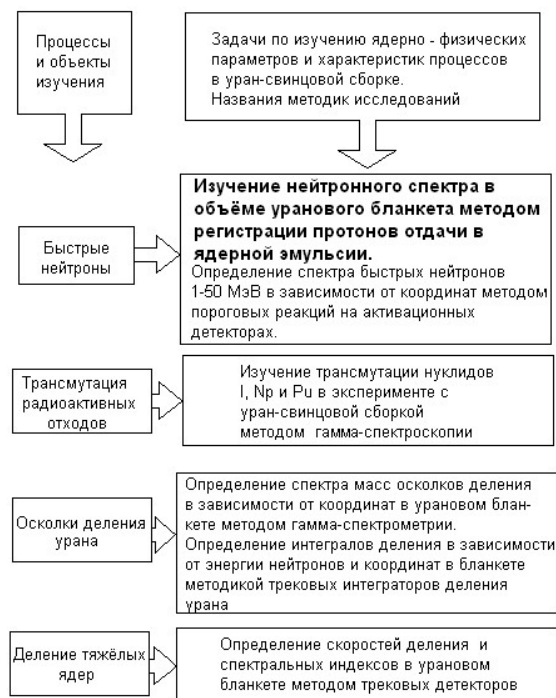 Процессы
и объекты
изучения
Задачи по изучению ядерно - физических
параметров и характеристик процессов
в уран-свинцовой сборке.
Названия методик исследований
Быстрые
нейтроны
Изучение нейтронного спектра в
объёме уранового бланкета методом
регистрации протонов отдачи в
ядерной эмульсии.
Определение спектра быстрых нейтронов
1-50 МэВ в зависимости от координат методом
пороговых реакций на активационных
детекторах.
Трансмутация
радиоактивных
отходов
Изучение трансмутации нуклидов
I, Np и Pu в эксперименте с
уран-свинцовой сборкой
методом гамма-спектроскопии
Осколки деления
урана
Определение спектра масс осколков деления
в зависимости от координат в урановом блан-
кете методом гамма-спектрометрии.
Определение интегралов деления в зависимости
от энергии нейтронов и координат в бланкете
методикой трековых интеграторов деления
урана
Деление тяжёлых
ядер
Определение скоростей деления и
спектральных индексов в урановом
бланкете методом трековых детекторов